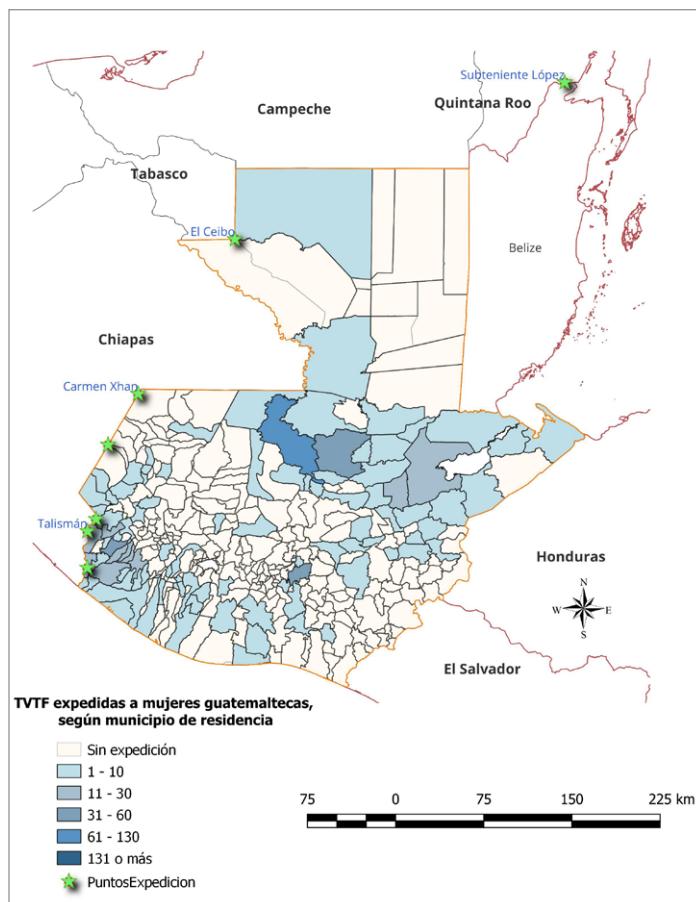 Subteniente López
Campeche
Quintana Roo
Tabasco
El Ceibo
Belize
Chiapas
Carmen Xhan
Talismán
Honduras
N
W E
S
El Salvador
TVTF expedidas a mujeres guatemaltecas,
según municipio de residencia
Sin expedición
1 - 10
11 - 30
31 - 60
61 - 130
131 o más
PuntosExpedicion
75 0 75 150 225 km